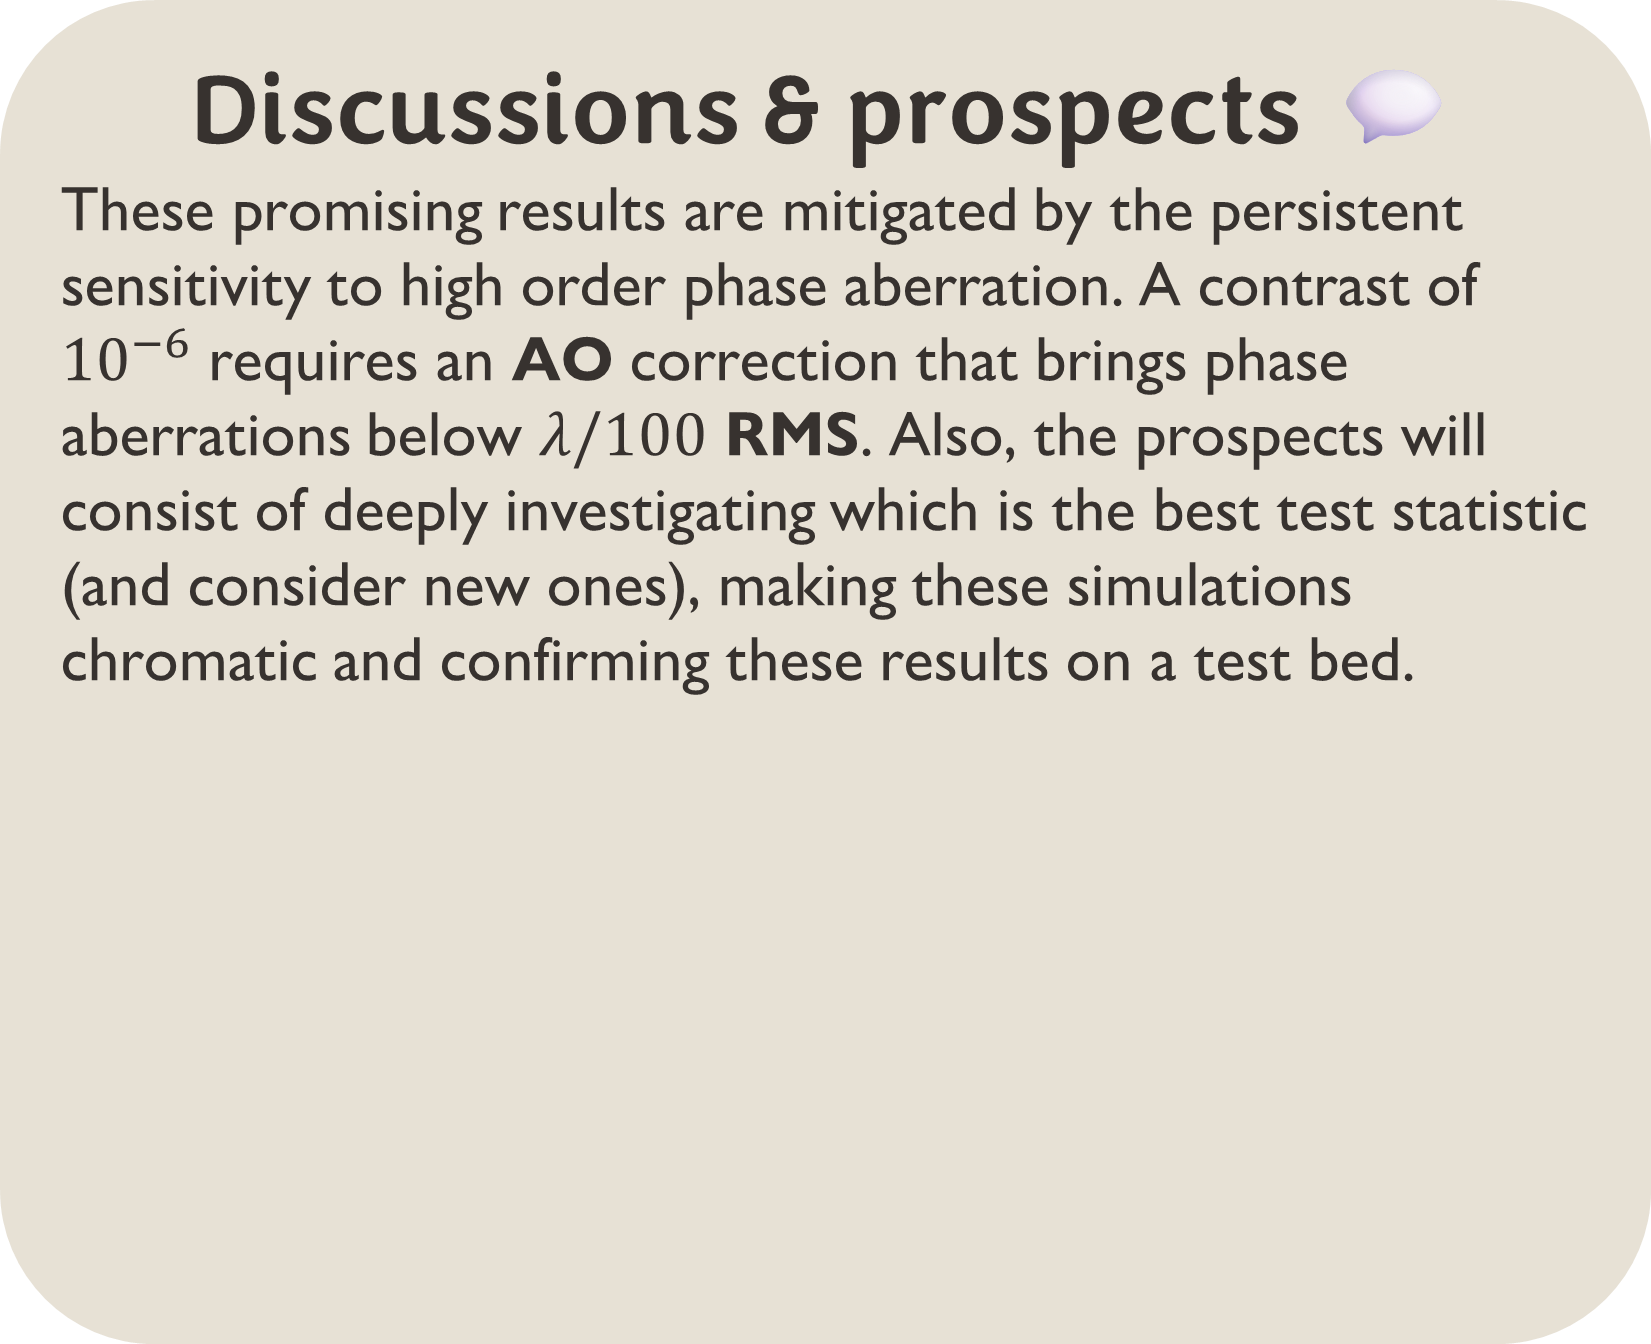 Discussions & prospects
These promising results are mitigated by the persistent
sensitivity to high order phase aberration. A contrast of
10⁻⁶ requires an AO correction that brings phase
aberrations below λ/100 RMS. Also, the prospects will
consist of deeply investigating which is the best test statistic
(and consider new ones), making these simulations
chromatic and confirming these results on a test bed.